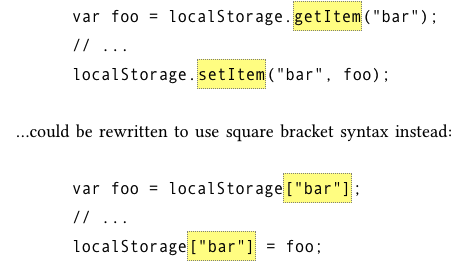 var foo = localStorage.getItem("bar");
// ...
localStorage.setItem("bar", foo);
...could be rewritten to use square bracket syntax instead:
var foo = localStorage["bar"];
// ...
localStorage["bar"] = foo;